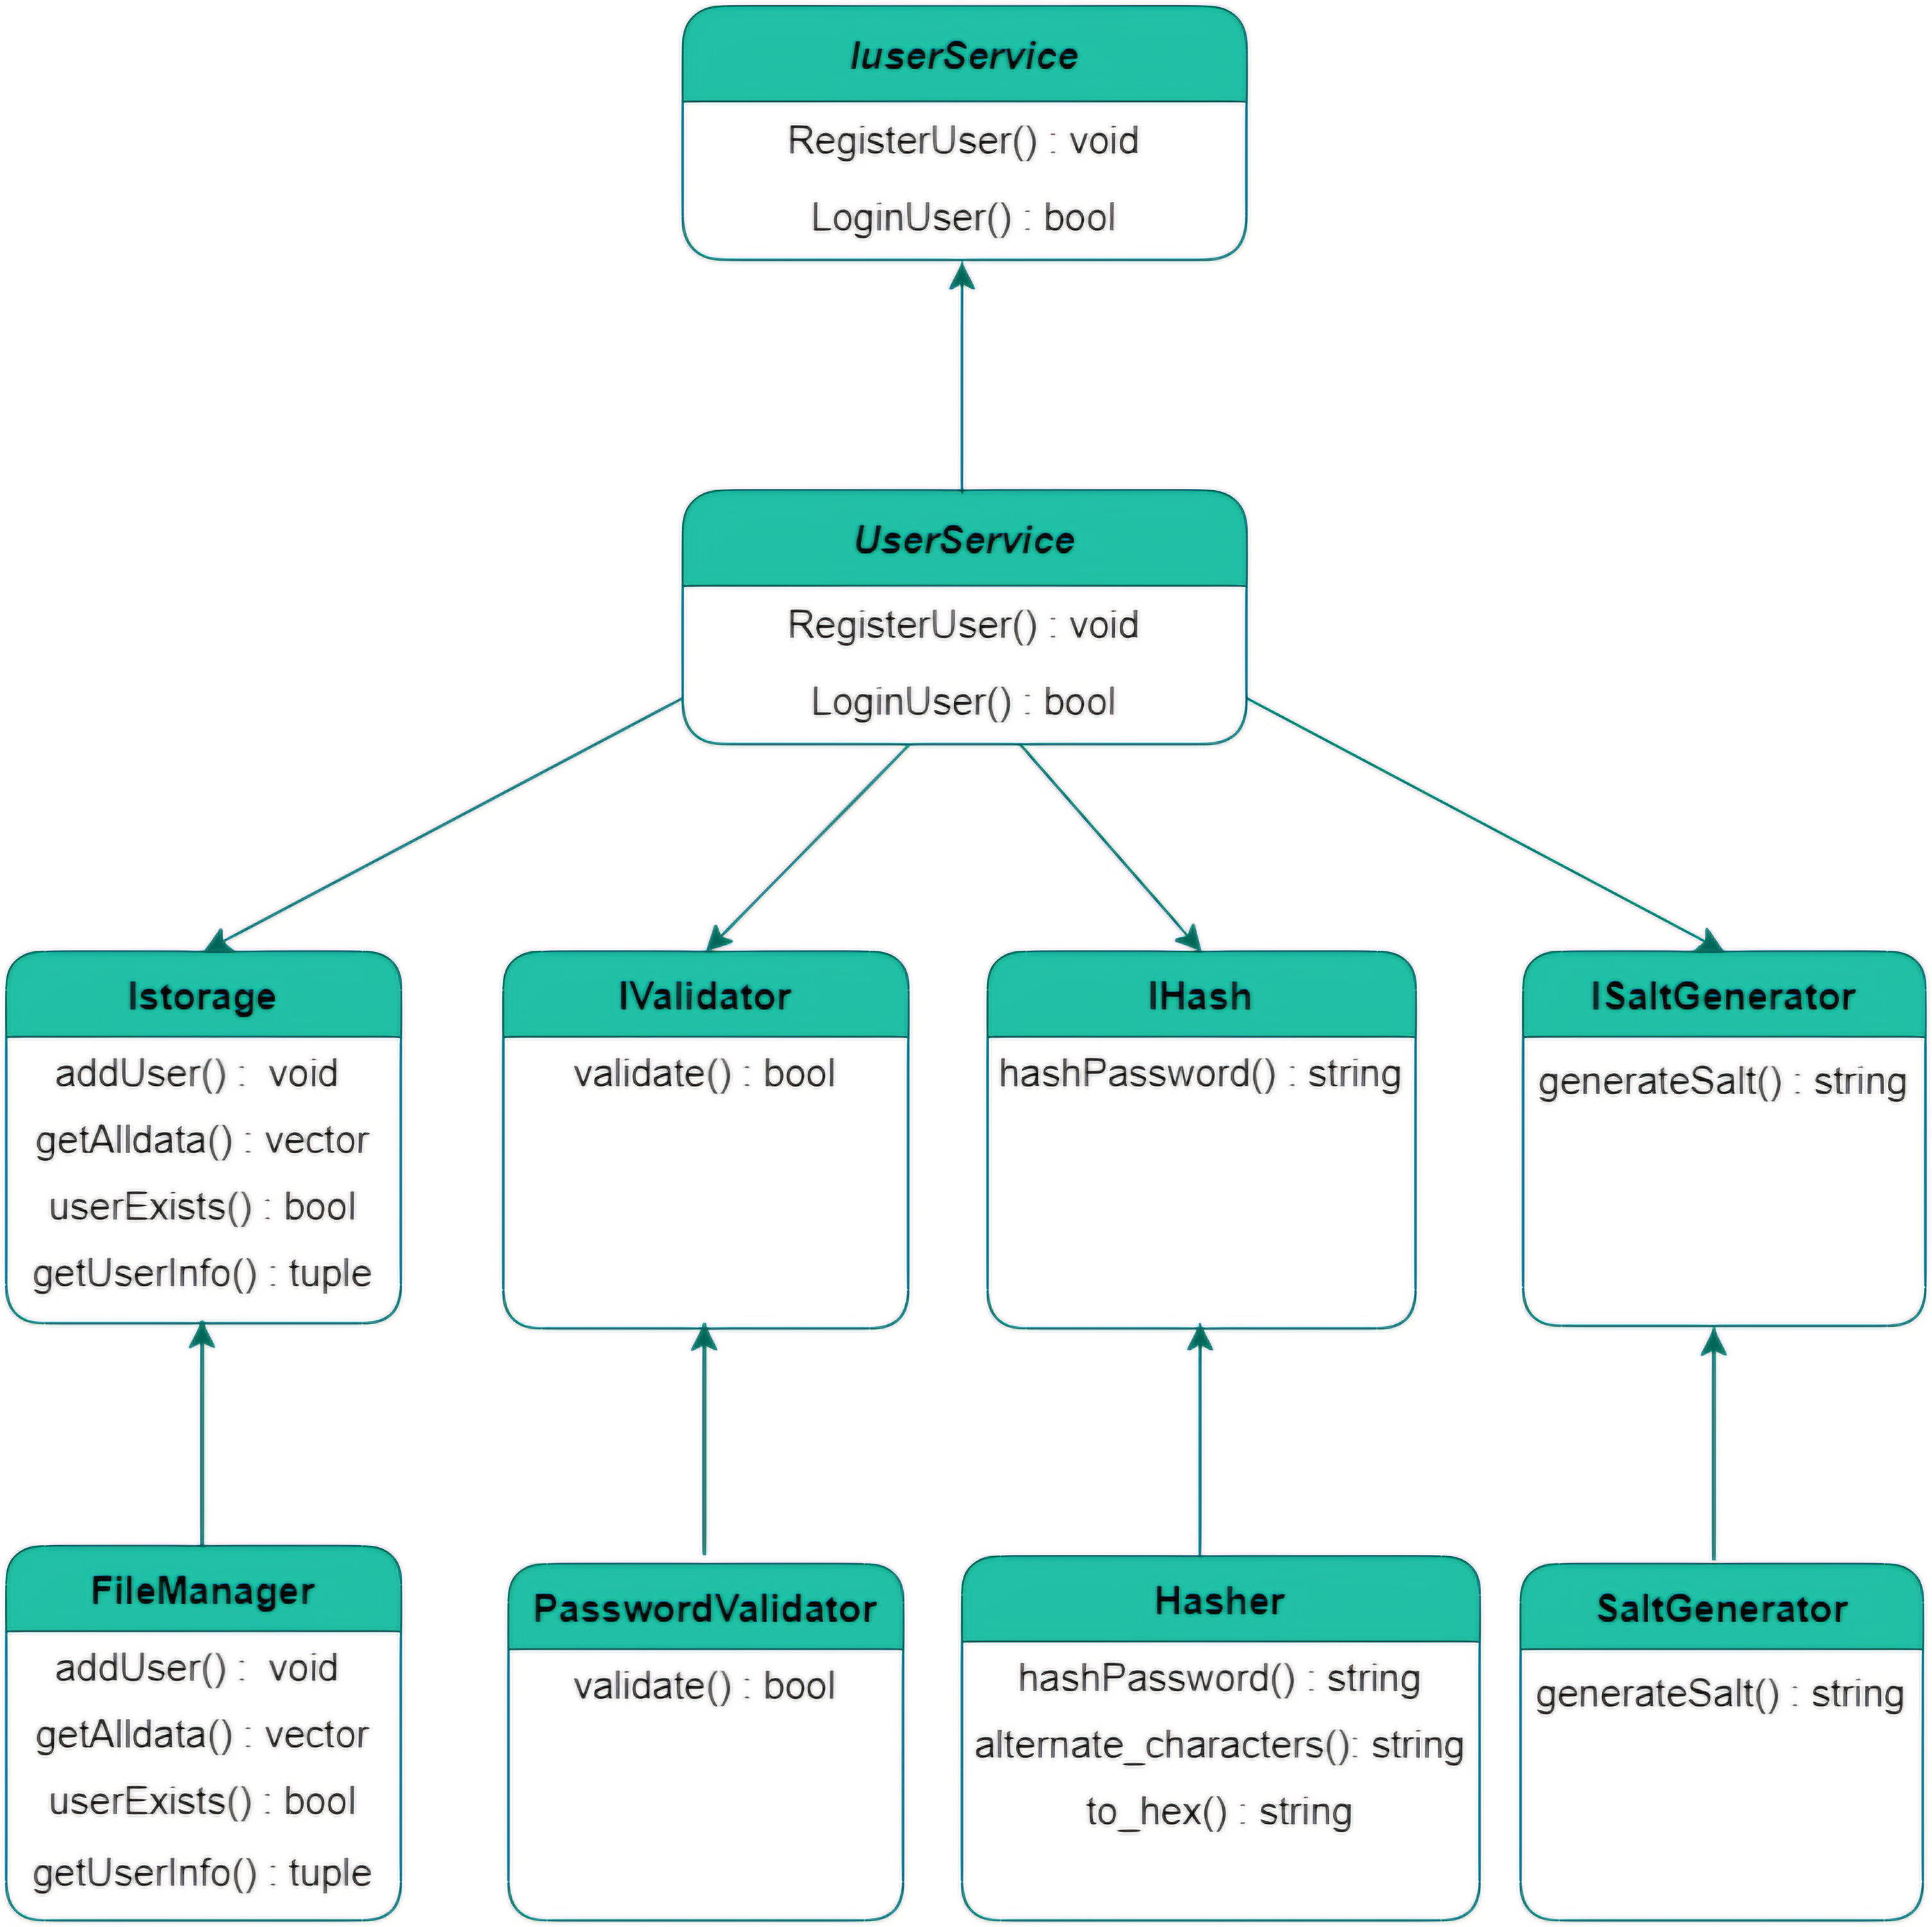 IuserService
RegisterUser() : void
LoginUser() : bool
UserService
RegisterUser() : void
LoginUser() : bool
Istorage
addUser() :  void
getAlldata() : vector
userExists() : bool
getUserInfo() : tuple
IValidator
validate() : bool
IHash
hashPassword() : string
ISaltGenerator
generateSalt() : string
FileManager
addUser() :  void
getAlldata() : vector
userExists() : bool
getUserInfo() : tuple
PasswordValidator
validate() : bool
Hasher
hashPassword() : string
alternate_characters(): string
to_hex() : string
SaltGenerator
generateSalt() : string